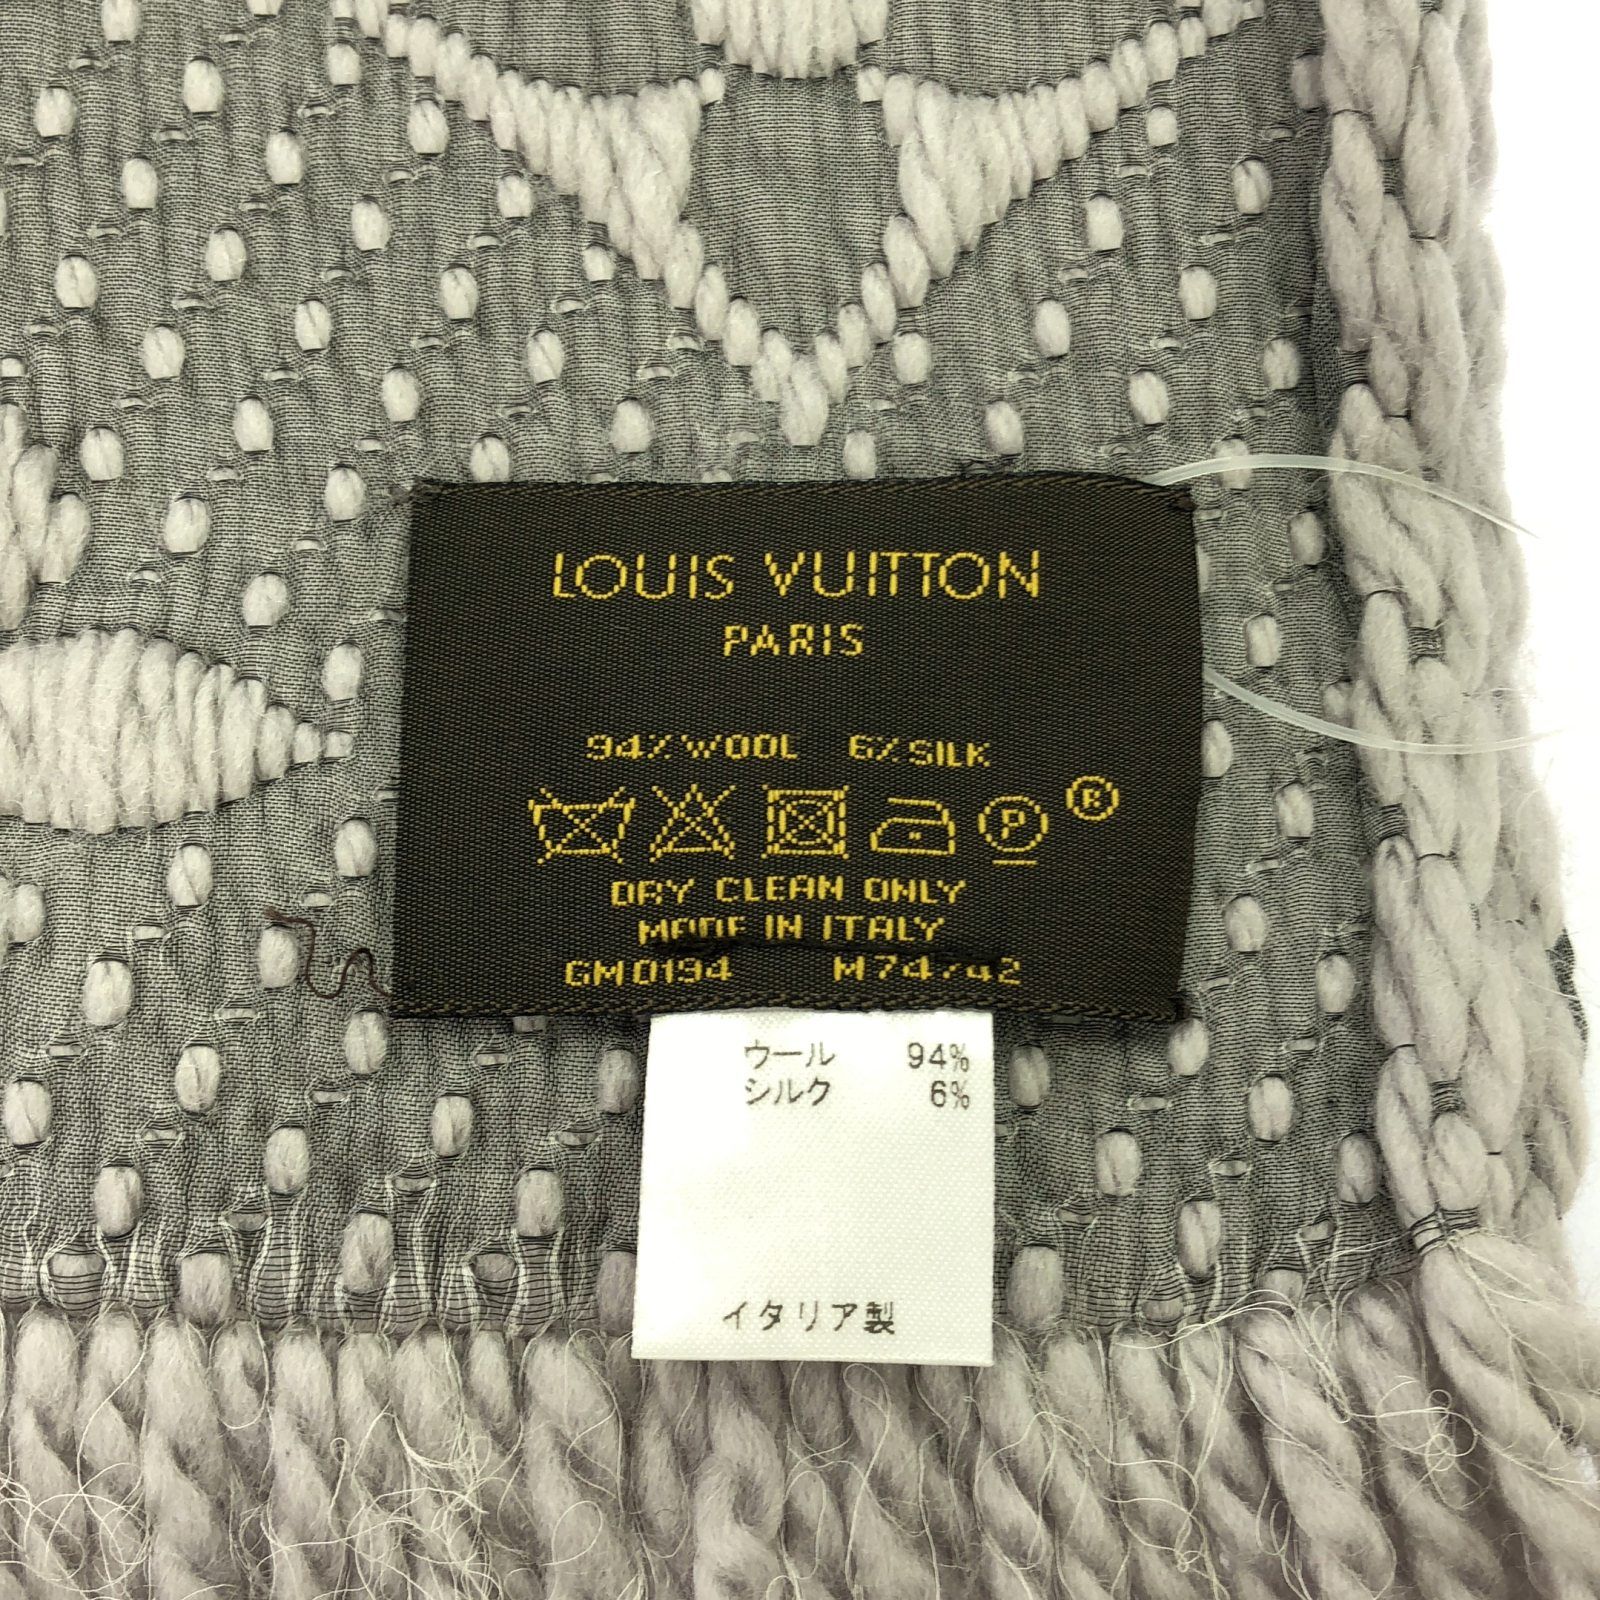 LOUIS VUITTON
PARIS
94% WOOL 6% SILK
P ®
DRY CLEAN ONLY
MADE IN ITALY
GM0194 M74742
ウール 94%
シルク 6%
イタリア製